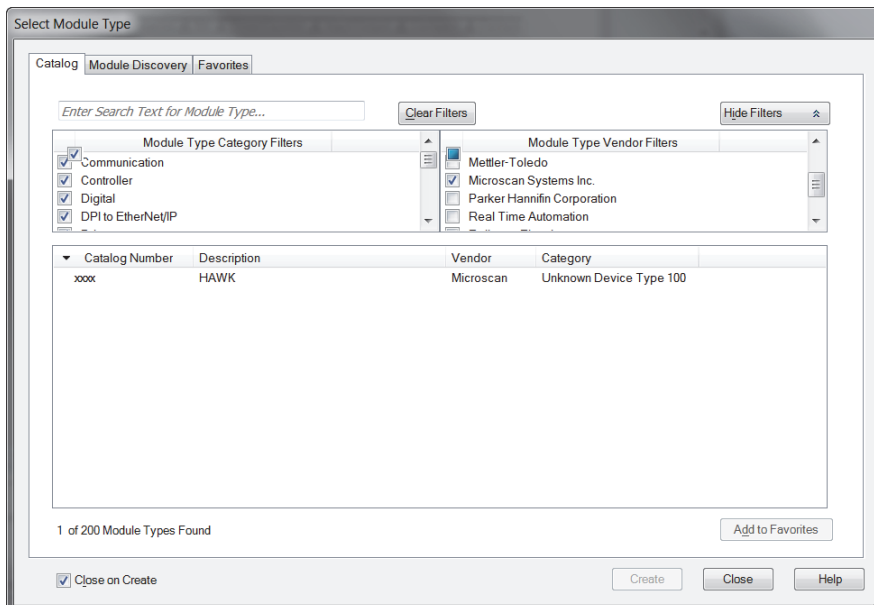 Select Module Type
Catalog Module Discovery Favorites
Enter Search Text for Module Type... Clear Filters Hide Filters
Module Type Category Filters Module Type Vendor Filters
Communication Mettler-Toledo
Controller Microscan Systems Inc.
Digital Parker Hannifin Corporation
DPI to EtherNet/IP Real Time Automation
Catalog Number Description Vendor Category
xxxx HAWK Microscan Unknown Device Type 100
1 of 200 Module Types Found Add to Favorites
Close on Create Create Close Help